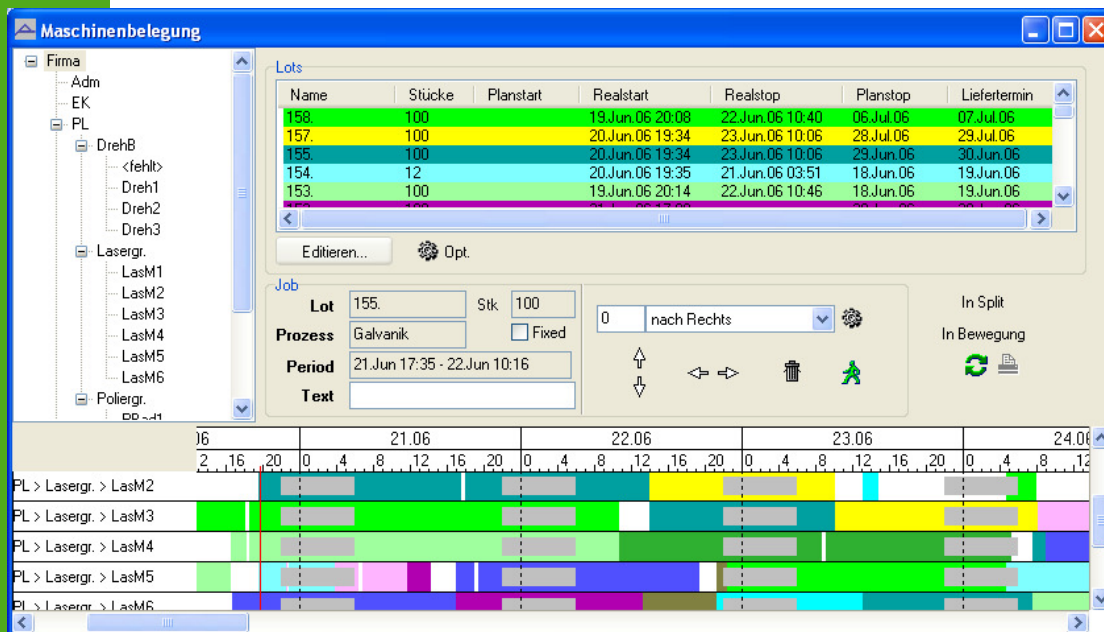 Maschinenbelegung
Firma
Adm
EK
PL
DrehB
<fehlt>
Dreh1
Dreh2
Dreh3
Lasergr.
LasM1
LasM2
LasM3
LasM4
LasM5
LasM6
Poliergr.
Lots
Name Stücke Planstart Realstart Realstop Planstop Liefertermin
158. 100 19.Jun.06 20:08 22.Jun.06 10:40 06.Jul.06 07.Jul.06
157. 100 20.Jun.06 19:34 23.Jun.06 10:06 28.Jul.06 29.Jul.06
155. 100 20.Jun.06 19:34 23.Jun.06 10:06 29.Jun.06 30.Jun.06
154. 12 20.Jun.06 19:35 21.Jun.06 03:51 18.Jun.06 19.Jun.06
153. 100 19.Jun.06 20:14 22.Jun.06 10:46 18.Jun.06 19.Jun.06
Editieren... Opt.
Job
Lot 155. Stk 100
Prozess Galvanik Fixed
Period 21.Jun 17:35 - 22.Jun 10:16
Text
0 nach Rechts
In Split
In Bewegung
06 21.06 22.06 23.06 24.06
2 16 20 0 4 8 12 16 20 0 4 8 12 16 20 0 4 8 12 16 20 0 4 8 12
PL > Lasergr. > LasM2
PL > Lasergr. > LasM3
PL > Lasergr. > LasM4
PL > Lasergr. > LasM5
PL > Lasergr. > LasM6